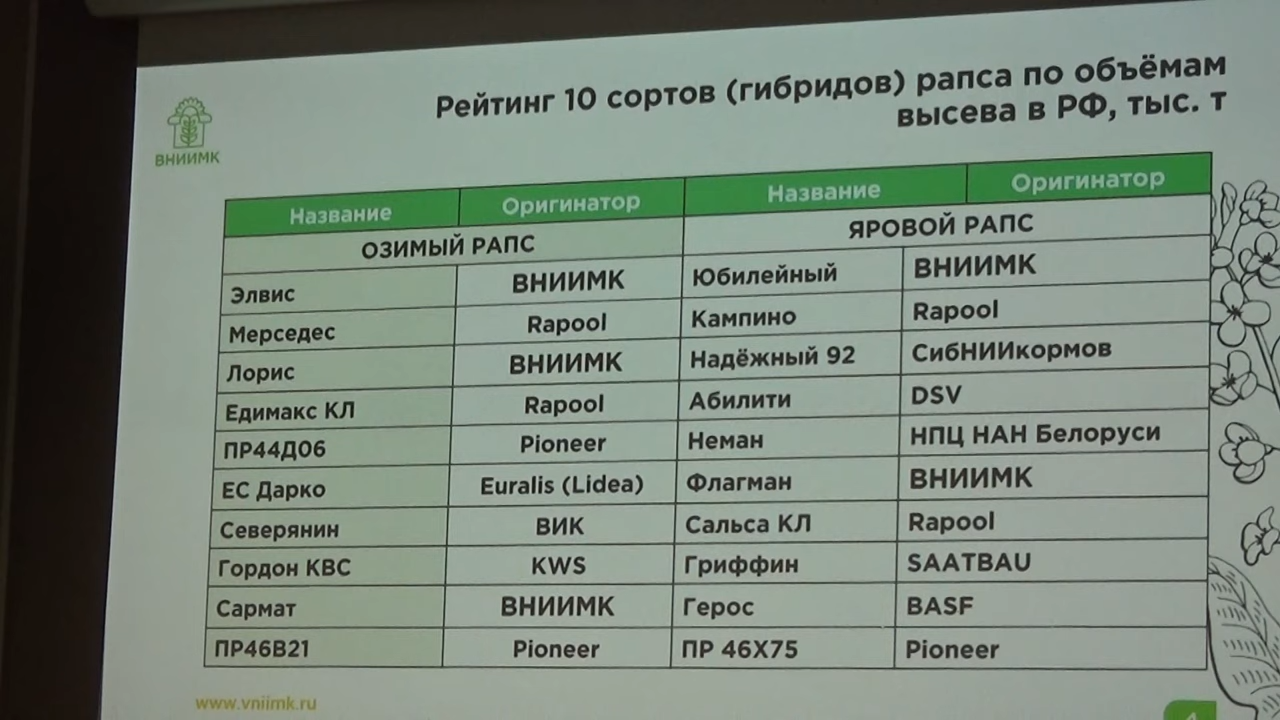 Рейтинг 10 сортов (гибридов) рапса по объёмам
высева в РФ, тыс. т
ВНИИМК
Название Оригинатор Название Оригинатор
ОЗИМЫЙ РАПС ЯРОВОЙ РАПС
Элвис ВНИИМК Юбилейный ВНИИМК
Мерседес Rapool Кампино Rapool
Лорис ВНИИМК Надёжный 92 СибНИИкормов
Едимакс КЛ Rapool Абилити DSV
ПР44Д06 Pioneer Неман НПЦ НАН Белоруси
ЕС Дарко Euralis (Lidea) Флагман ВНИИМК
Северянин ВИК Сальса КЛ Rapool
Гордон КВС KWS Гриффин SAATBAU
Сармат ВНИИМК Герос BASF
ПР46В21 Pioneer ПР 46Х75 Pioneer
www.vniimk.ru